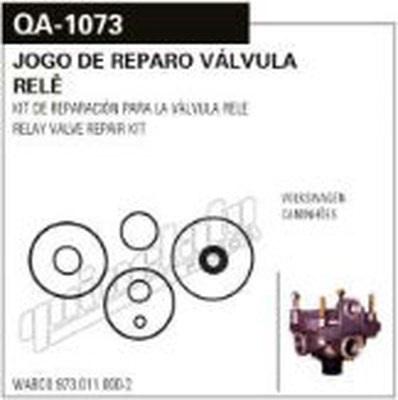 QA-1073
JOGO DE REPARO VÁLVULA
RELÊ
KIT DE REPARACIÓN PARA LA VÁLVULA RELE
RELAY VALVE REPAIR KIT
VOLKSWAGEN
CAMINHÕES
WABCO 973.011.000-2